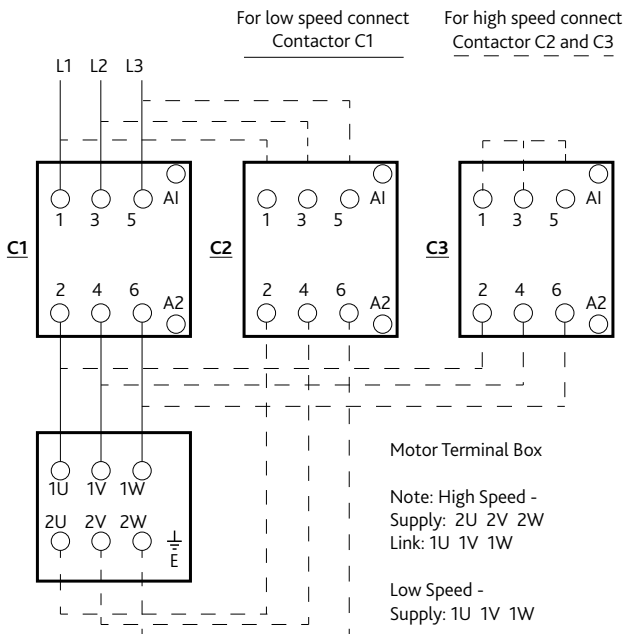 For low speed connect
Contactor C1
For high speed connect
Contactor C2 and C3
L1 L2 L3
AI AI AI
1 3 5 1 3 5 1 3 5
C1 C2 C3
2 4 6 2 4 6 2 4 6
A2 A2 A2
Motor Terminal Box
1U 1V 1W
Note: High Speed -
2U 2V 2W
Supply: 2U 2V 2W
Link: 1U 1V 1W
E
Low Speed -
Supply: 1U 1V 1W